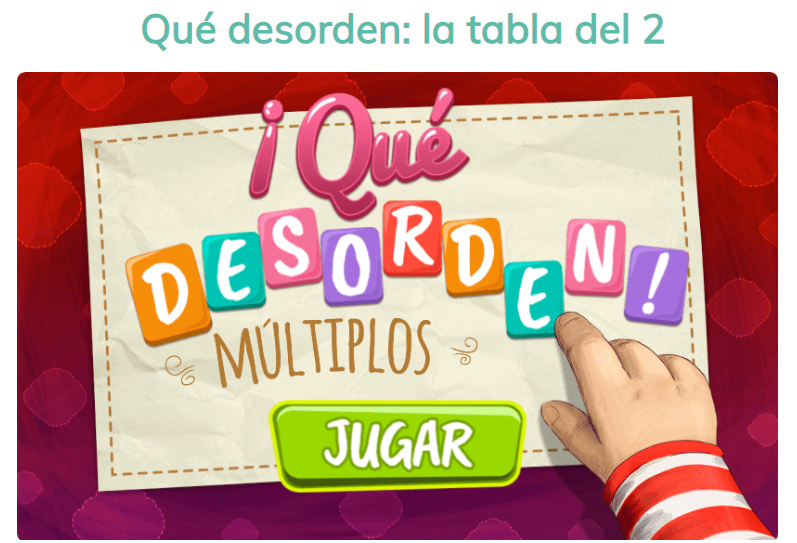 Qué desorden: la tabla del 2
¡Qué
DESORDEN!
MÚLTIPLOS
JUGAR